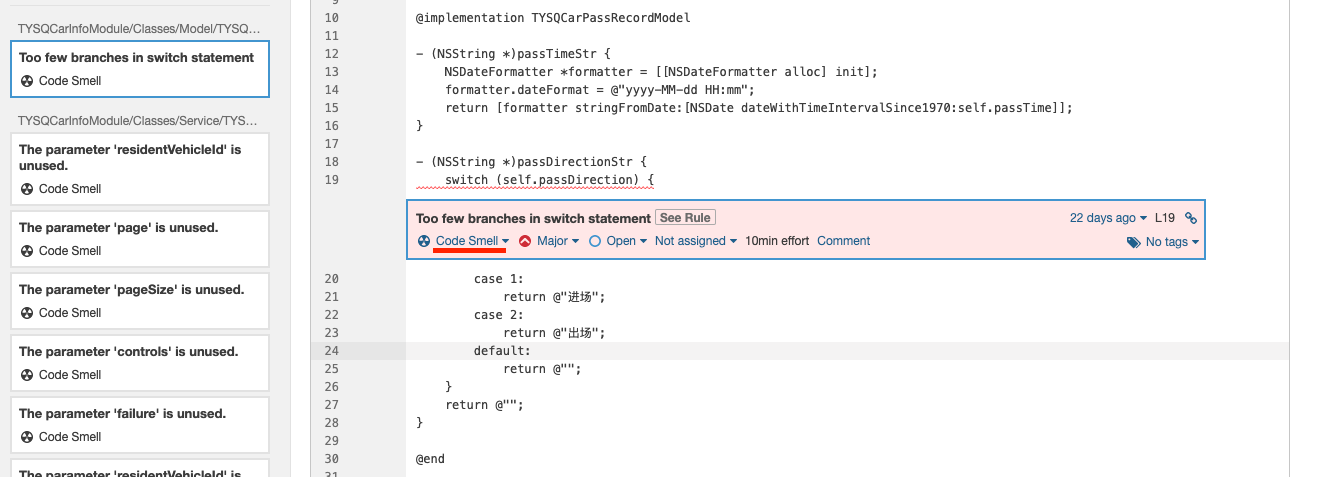 TYSQCarInfoModule/Classes/Model/TYSQ...
Too few branches in switch statement
Code Smell
TYSQCarInfoModule/Classes/Service/TYS...
The parameter 'residentVehicleId' is
unused.
Code Smell
The parameter 'page' is unused.
Code Smell
The parameter 'pageSize' is unused.
Code Smell
The parameter 'controls' is unused.
Code Smell
The parameter 'failure' is unused.
Code Smell
The parameter 'residentVehicleId' is
9
10 @implementation TYSQCarPassRecordModel
11
12 - (NSString *)passTimeStr {
13 NSDateFormatter *formatter = [[NSDateFormatter alloc] init];
14 formatter.dateFormat = @"yyyy-MM-dd HH:mm";
15 return [formatter stringFromDate:[NSDate dateWithTimeIntervalSince1970:self.passTime]];
16 }
17
18 - (NSString *)passDirectionStr {
19 switch (self.passDirection) {
Too few branches in switch statement See Rule 22 days ago L19
Code Smell Major Open Not assigned 10min effort Comment No tags
20 case 1:
21 return @"进场";
22 case 2:
23 return @"出场";
24 default:
25 return @"";
26 }
27 return @"";
28 }
29
30 @end
31